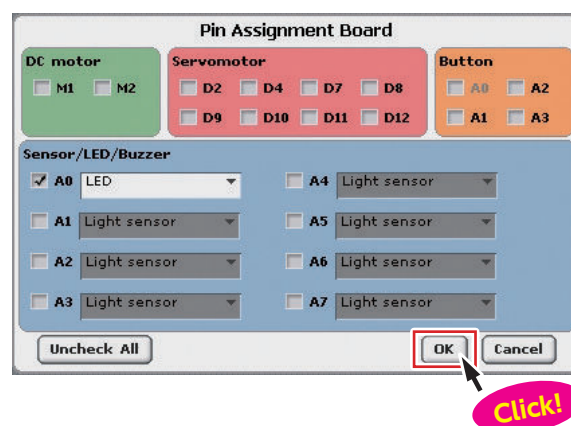 Pin Assignment Board
DC motor
M1 M2
Servomotor
D2 D4 D7 D8
D9 D10 D11 D12
Button
A0 A2
A1 A3
Sensor/LED/Buzzer
A0 LED A4 Light sensor
A1 Light sensor A5 Light sensor
A2 Light sensor A6 Light sensor
A3 Light sensor A7 Light sensor
Uncheck All OK Cancel
Click!